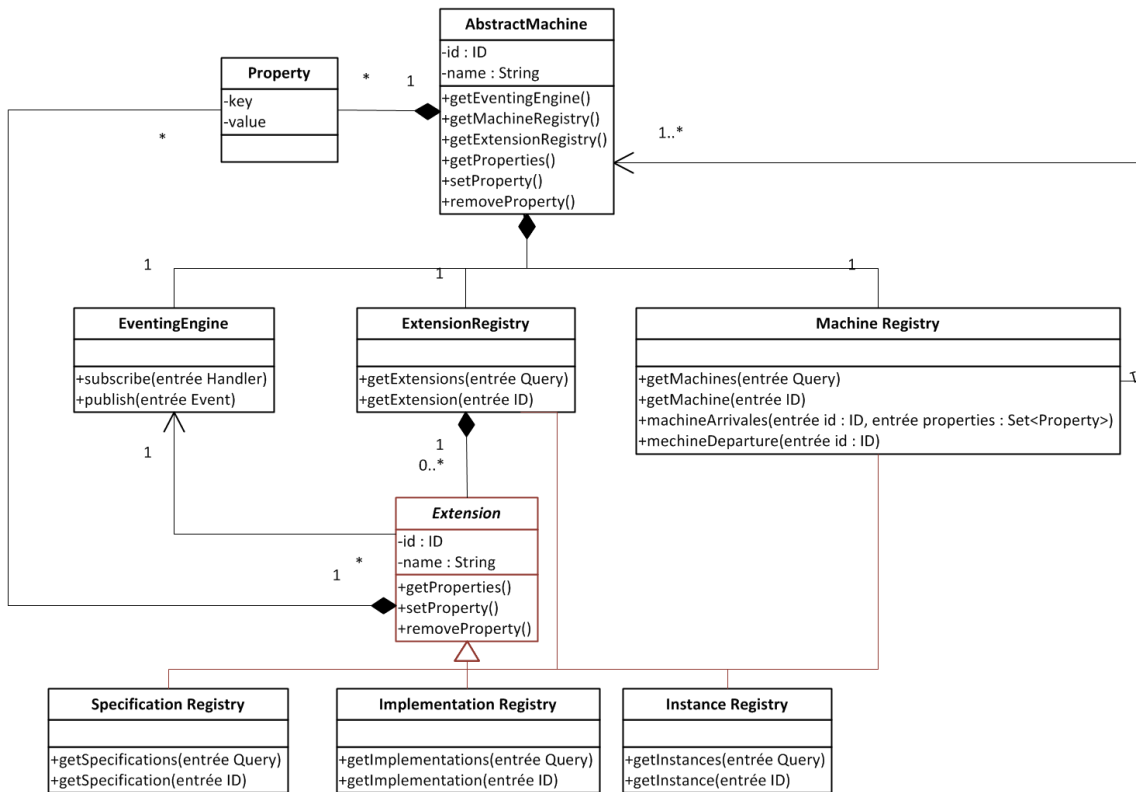 AbstractMachine
-id : ID
-name : String
+getEventingEngine()
+getMachineRegistry()
+getExtensionRegistry()
+getProperties()
+setProperty()
+removeProperty()
Property
-key
-value
*
1
*
1..*
1
1
1
EventingEngine
+subscribe(entrée Handler)
+publish(entrée Event)
ExtensionRegistry
+getExtensions(entrée Query)
+getExtension(entrée ID)
Machine Registry
+getMachines(entrée Query)
+getMachine(entrée ID)
+machineArrivales(entrée id : ID, entrée properties : Set<Property>)
+mechineDeparture(entrée id : ID)
1
1
0..*
Extension
-id : ID
-name : String
+getProperties()
+setProperty()
+removeProperty()
*
1
Specification Registry
+getSpecifications(entrée Query)
+getSpecification(entrée ID)
Implementation Registry
+getImplementations(entrée Query)
+getImplementation(entrée ID)
Instance Registry
+getInstances(entrée Query)
+getInstance(entrée ID)